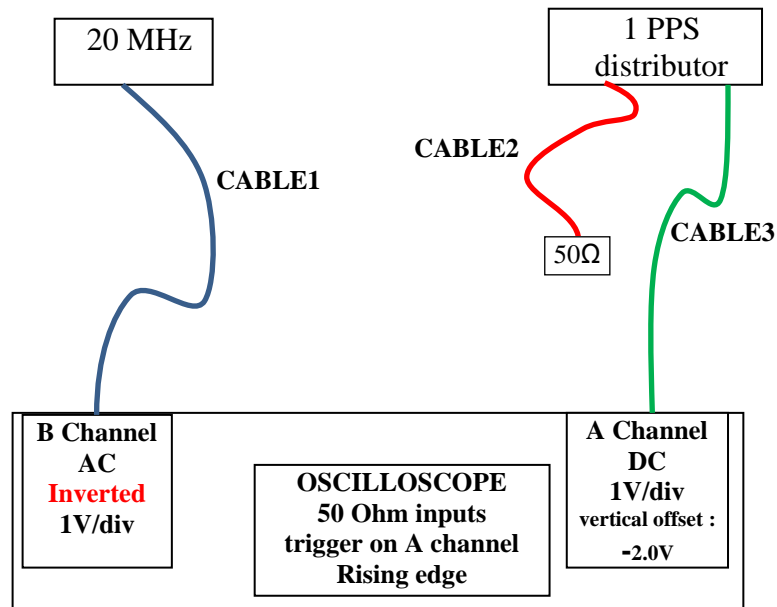 20 MHz
1 PPS
distributor
CABLE1
CABLE2
CABLE3
50Ω
B Channel
AC
Inverted
1V/div
OSCILLOSCOPE
50 Ohm inputs
trigger on A channel
Rising edge
A Channel
DC
1V/div
vertical offset :
-2.0V